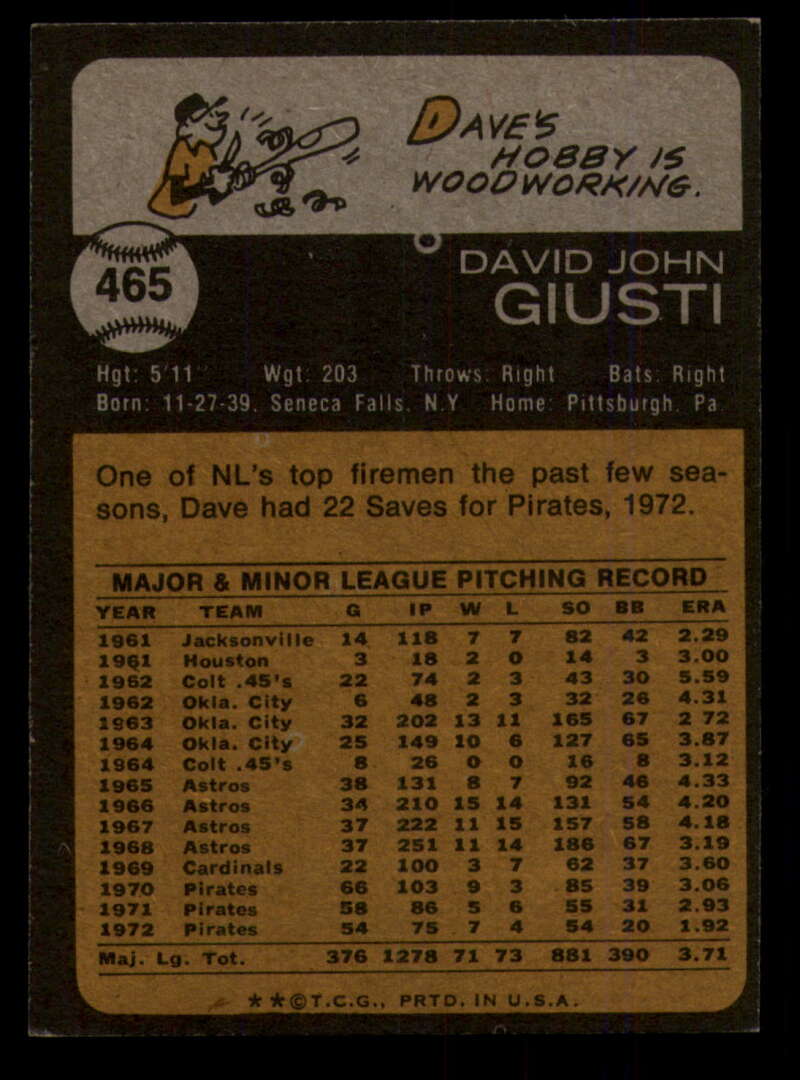 DAVE'S
HOBBY IS
WOODWORKING.
465
DAVID JOHN
GIUSTI
Hgt: 5'11" Wgt: 203 Throws: Right Bats: Right
Born: 11-27-39, Seneca Falls, N.Y. Home: Pittsburgh, Pa.
One of NL's top firemen the past few sea-
sons, Dave had 22 Saves for Pirates, 1972.
MAJOR & MINOR LEAGUE PITCHING RECORD
YEAR TEAM G IP W L SO BB ERA
1961 Jacksonville 14 118 7 7 82 42 2.29
1961 Houston 3 18 2 0 14 3 3.00
1962 Colt .45's 22 74 2 3 43 30 5.59
1962 Okla. City 6 48 2 3 32 26 4.31
1963 Okla. City 32 202 13 11 165 67 2.72
1964 Okla. City 25 149 10 6 127 65 3.87
1964 Colt .45's 8 26 0 0 16 8 3.12
1965 Astros 38 131 8 7 92 46 4.33
1966 Astros 34 210 15 14 131 54 4.20
1967 Astros 37 222 11 15 157 58 4.18
1968 Astros 37 251 11 14 186 67 3.19
1969 Cardinals 22 100 3 7 62 37 3.60
1970 Pirates 66 103 9 3 85 39 3.06
1971 Pirates 58 86 5 6 55 31 2.93
1972 Pirates 54 75 7 4 54 20 1.92
Maj. Lg. Tot. 376 1278 71 73 881 390 3.71
**©T.C.G., PRTD. IN U.S.A.